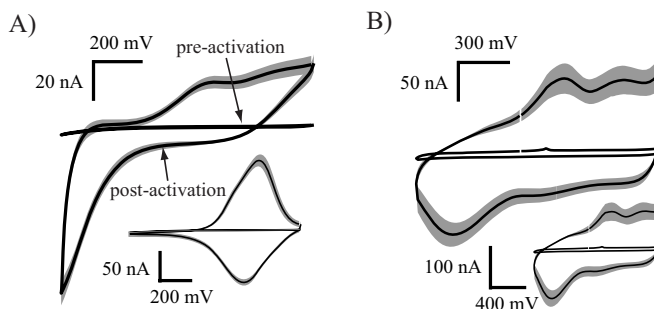 A)
200 mV
20 nA
pre-activation
post-activation
50 nA
200 mV
B)
300 mV
50 nA
100 nA
400 mV